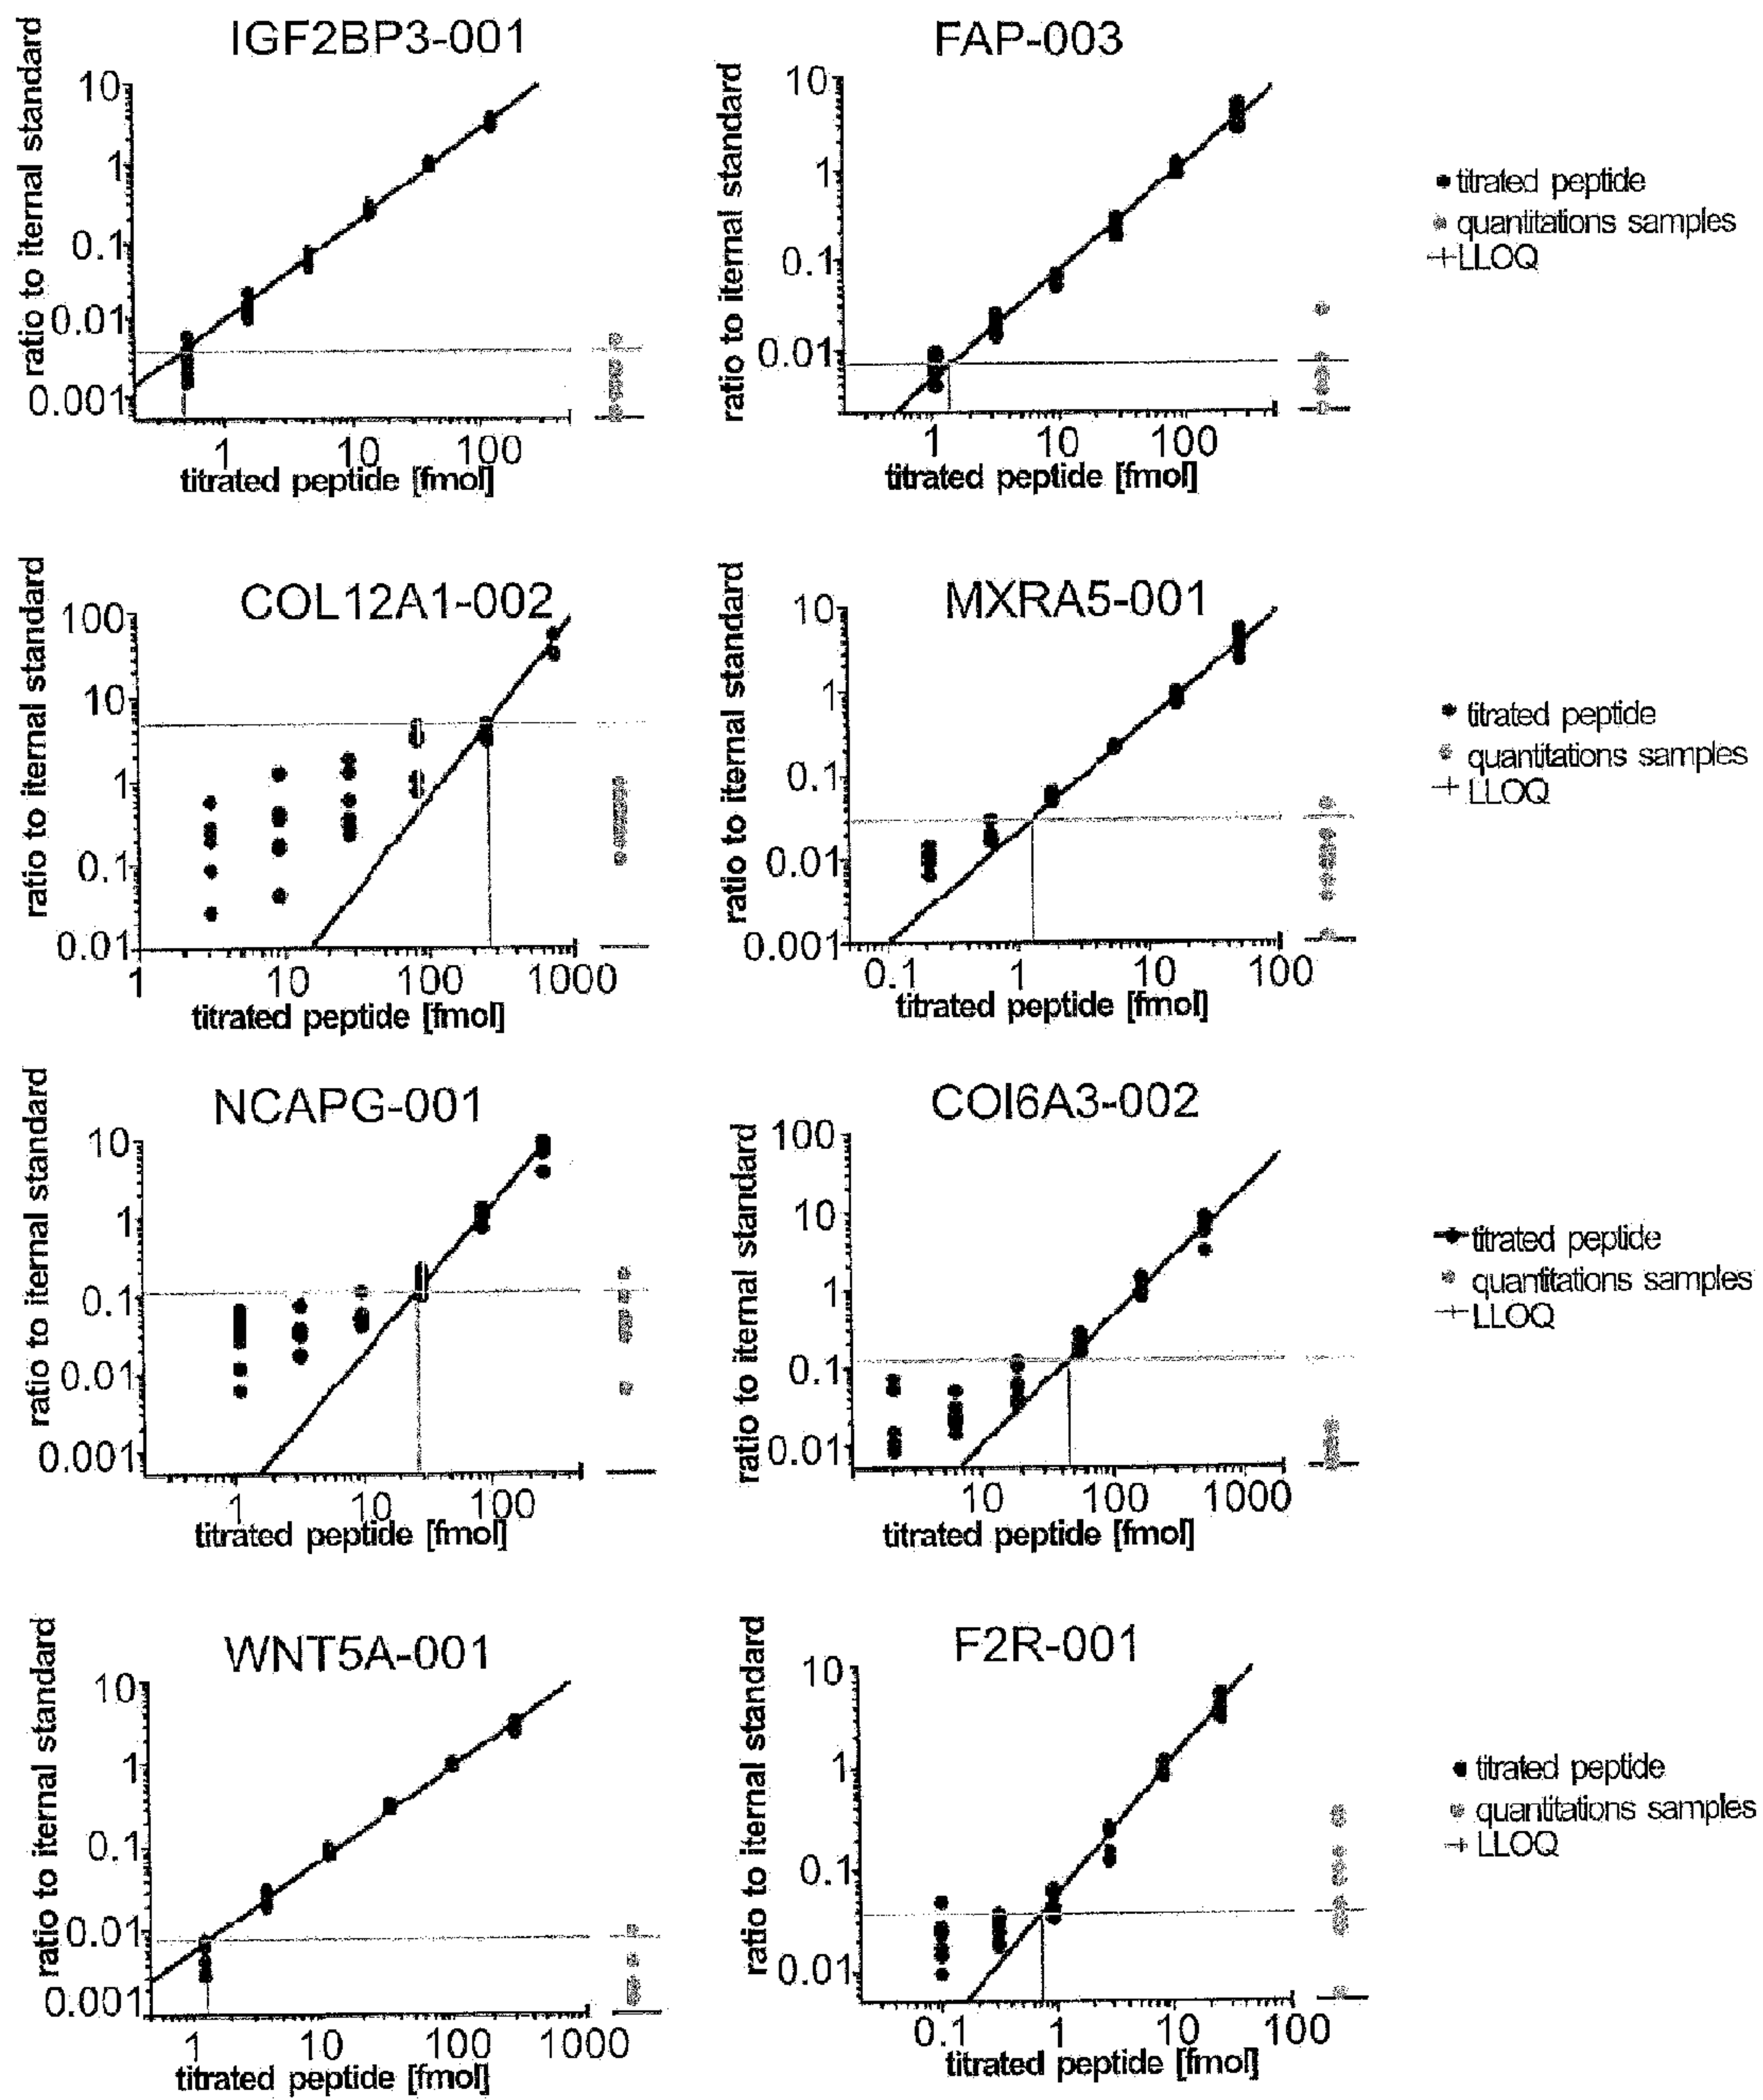 IGF2BP3-001
ratio to iternal standard
10
1
0.1
0.01
0.001
1 10 100
titrated peptide [fmol]
FAP-003
ratio to iternal standard
10
1
0.1
0.01
1 10 100
titrated peptide [fmol]
titrated peptide
quantitations samples
LLOQ
COL12A1-002
ratio to iternal standard
100
10
1
0.1
0.01
1 10 100 1000
titrated peptide [fmol]
MXRA5-001
ratio to iternal standard
10
1
0.1
0.01
0.001
0.1 1 10 100
titrated peptide [fmol]
titrated peptide
quantitations samples
LLOQ
NCAPG-001
ratio to iternal standard
10
1
0.1
0.01
0.001
1 10 100
titrated peptide [fmol]
COl6A3-002
ratio to iternal standard
100
10
1
0.1
0.01
10 100 1000
titrated peptide [fmol]
titrated peptide
quantitations samples
LLOQ
WNT5A-001
ratio to iternal standard
10
1
0.1
0.01
0.001
1 10 100 1000
titrated peptide [fmol]
F2R-001
ratio to iternal standard
10
1
0.1
0.01
0.1 1 10 100
titrated peptide [fmol]
titrated peptide
quantitations samples
LLOQ